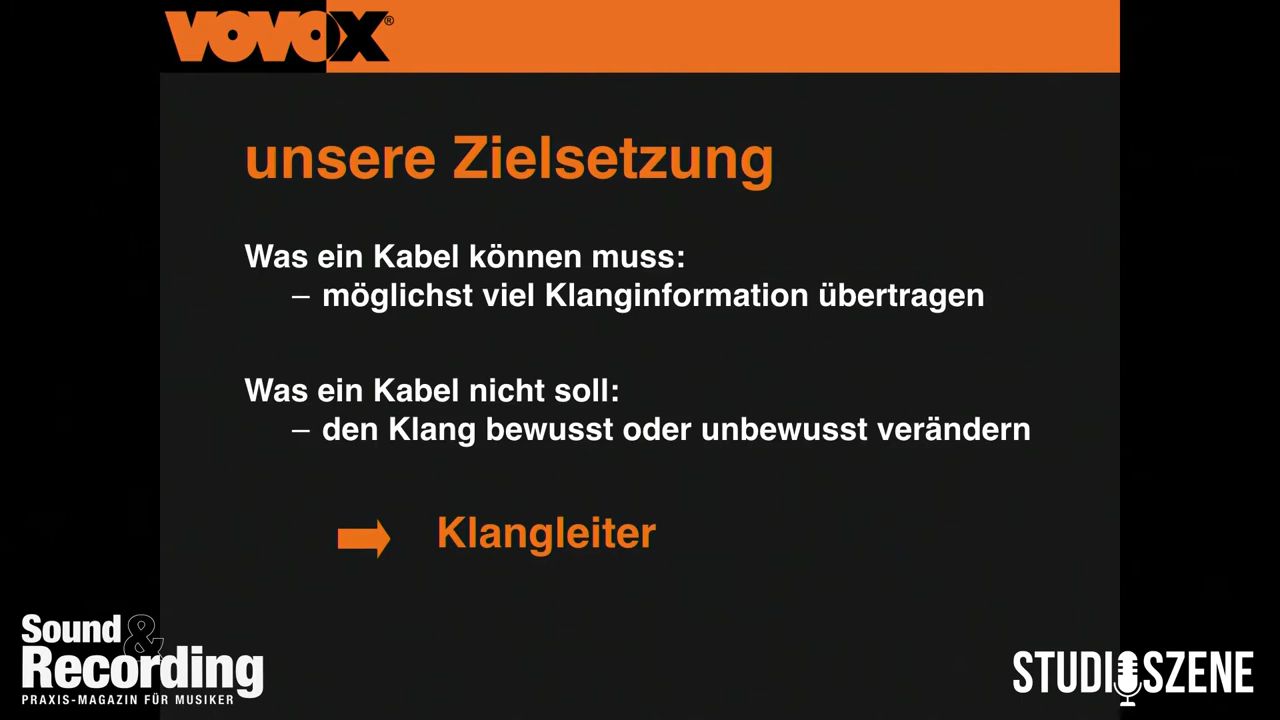 VOVOX®
unsere Zielsetzung
Was ein Kabel können muss:
– möglichst viel Klanginformation übertragen
Was ein Kabel nicht soll:
– den Klang bewusst oder unbewusst verändern
Klangleiter
Sound &
Recording
PRAXIS-MAGAZIN FÜR MUSIKER
STUDIOSZENE